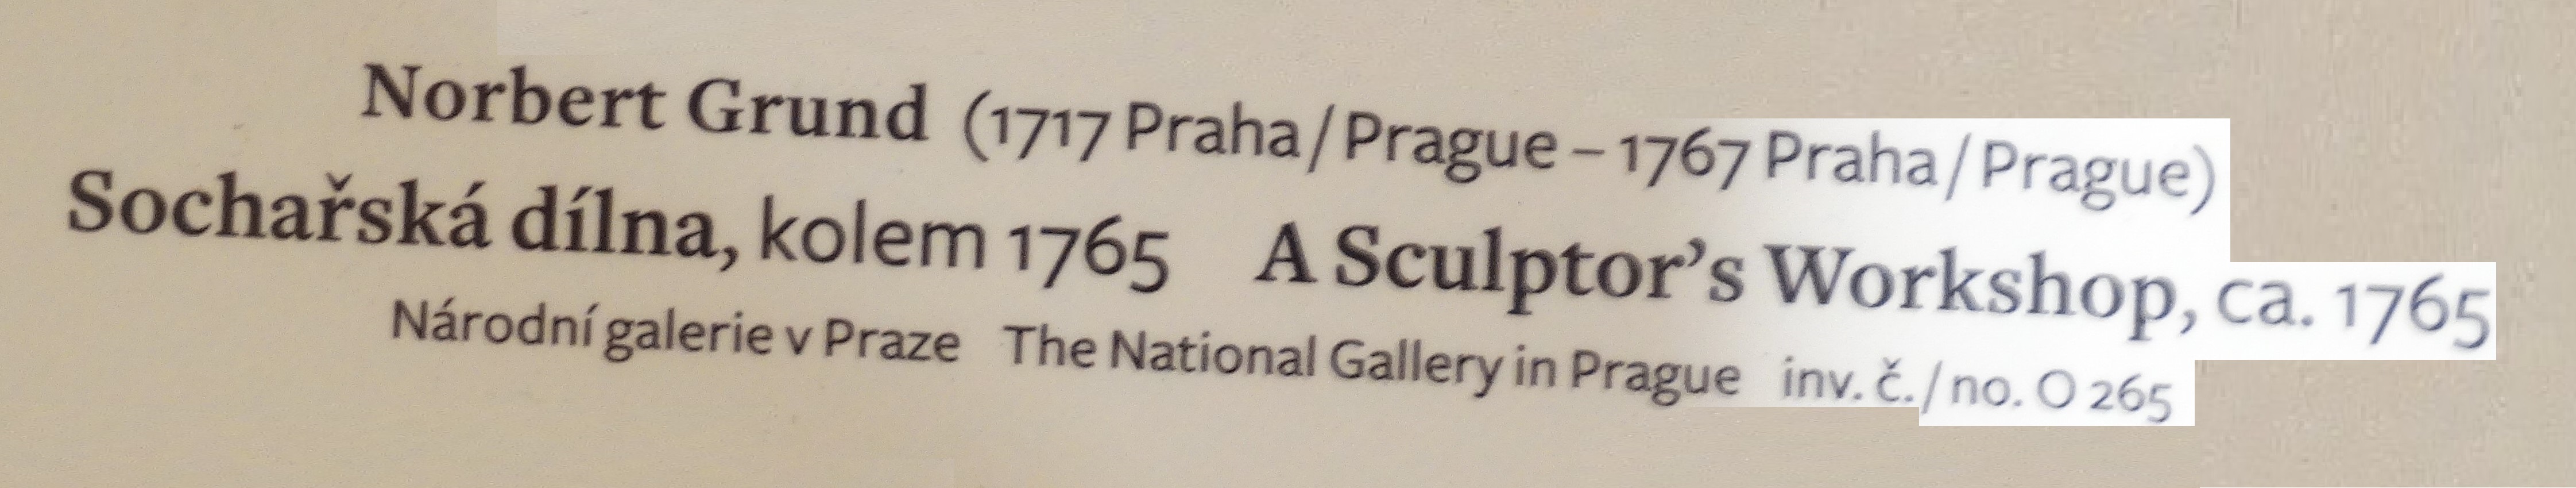 Norbert Grund (1717 Praha/Prague – 1767 Praha/Prague)
Sochařská dílna, kolem 1765 A Sculptor’s Workshop, ca. 1765
Národní galerie v Praze The National Gallery in Prague inv. č./no. O 265